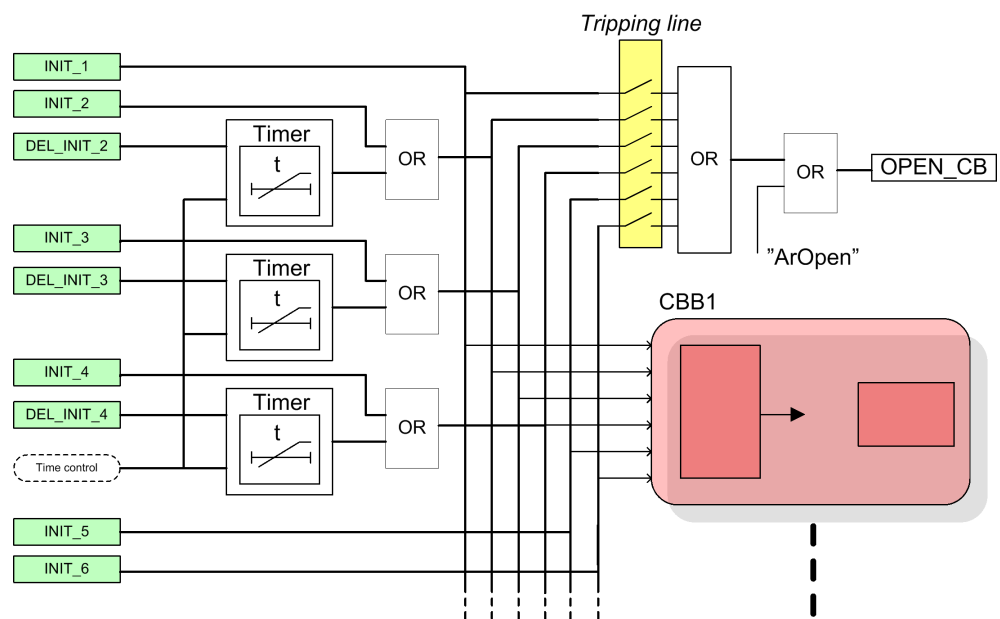 Tripping line
INIT_1
INIT_2
DEL_INIT_2
Timer
t
OR
OR
OR
OPEN_CB
INIT_3
DEL_INIT_3
Timer
t
OR
”ArOpen”
CBB1
INIT_4
DEL_INIT_4
Timer
t
OR
Time control
INIT_5
INIT_6